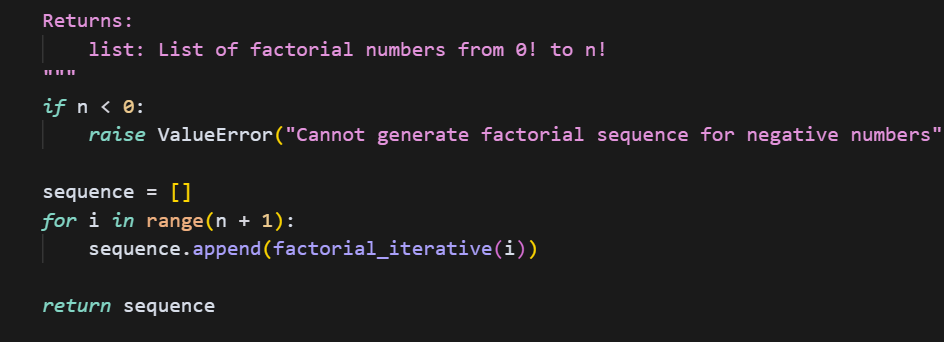 Returns:
    list: List of factorial numbers from 0! to n!
"""
if n < 0:
    raise ValueError("Cannot generate factorial sequence for negative numbers"
sequence = []
for i in range(n + 1):
    sequence.append(factorial_iterative(i))
return sequence